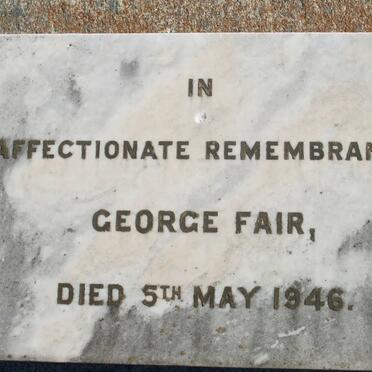 IN
AFFECTIONATE REMEMBRAN
GEORGE FAIR,
DIED 5TH MAY 1946.